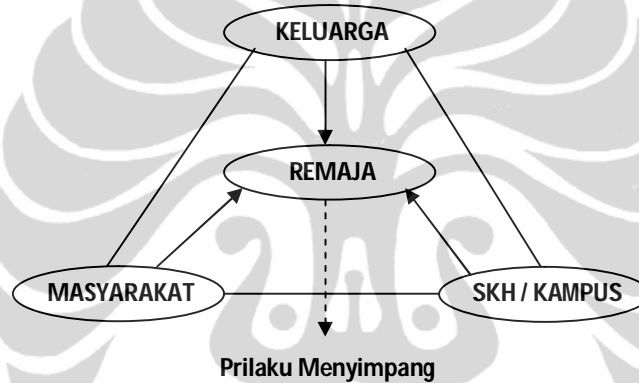 KELUARGA
REMAJA
MASYARAKAT
SKH / KAMPUS
Prilaku Menyimpang